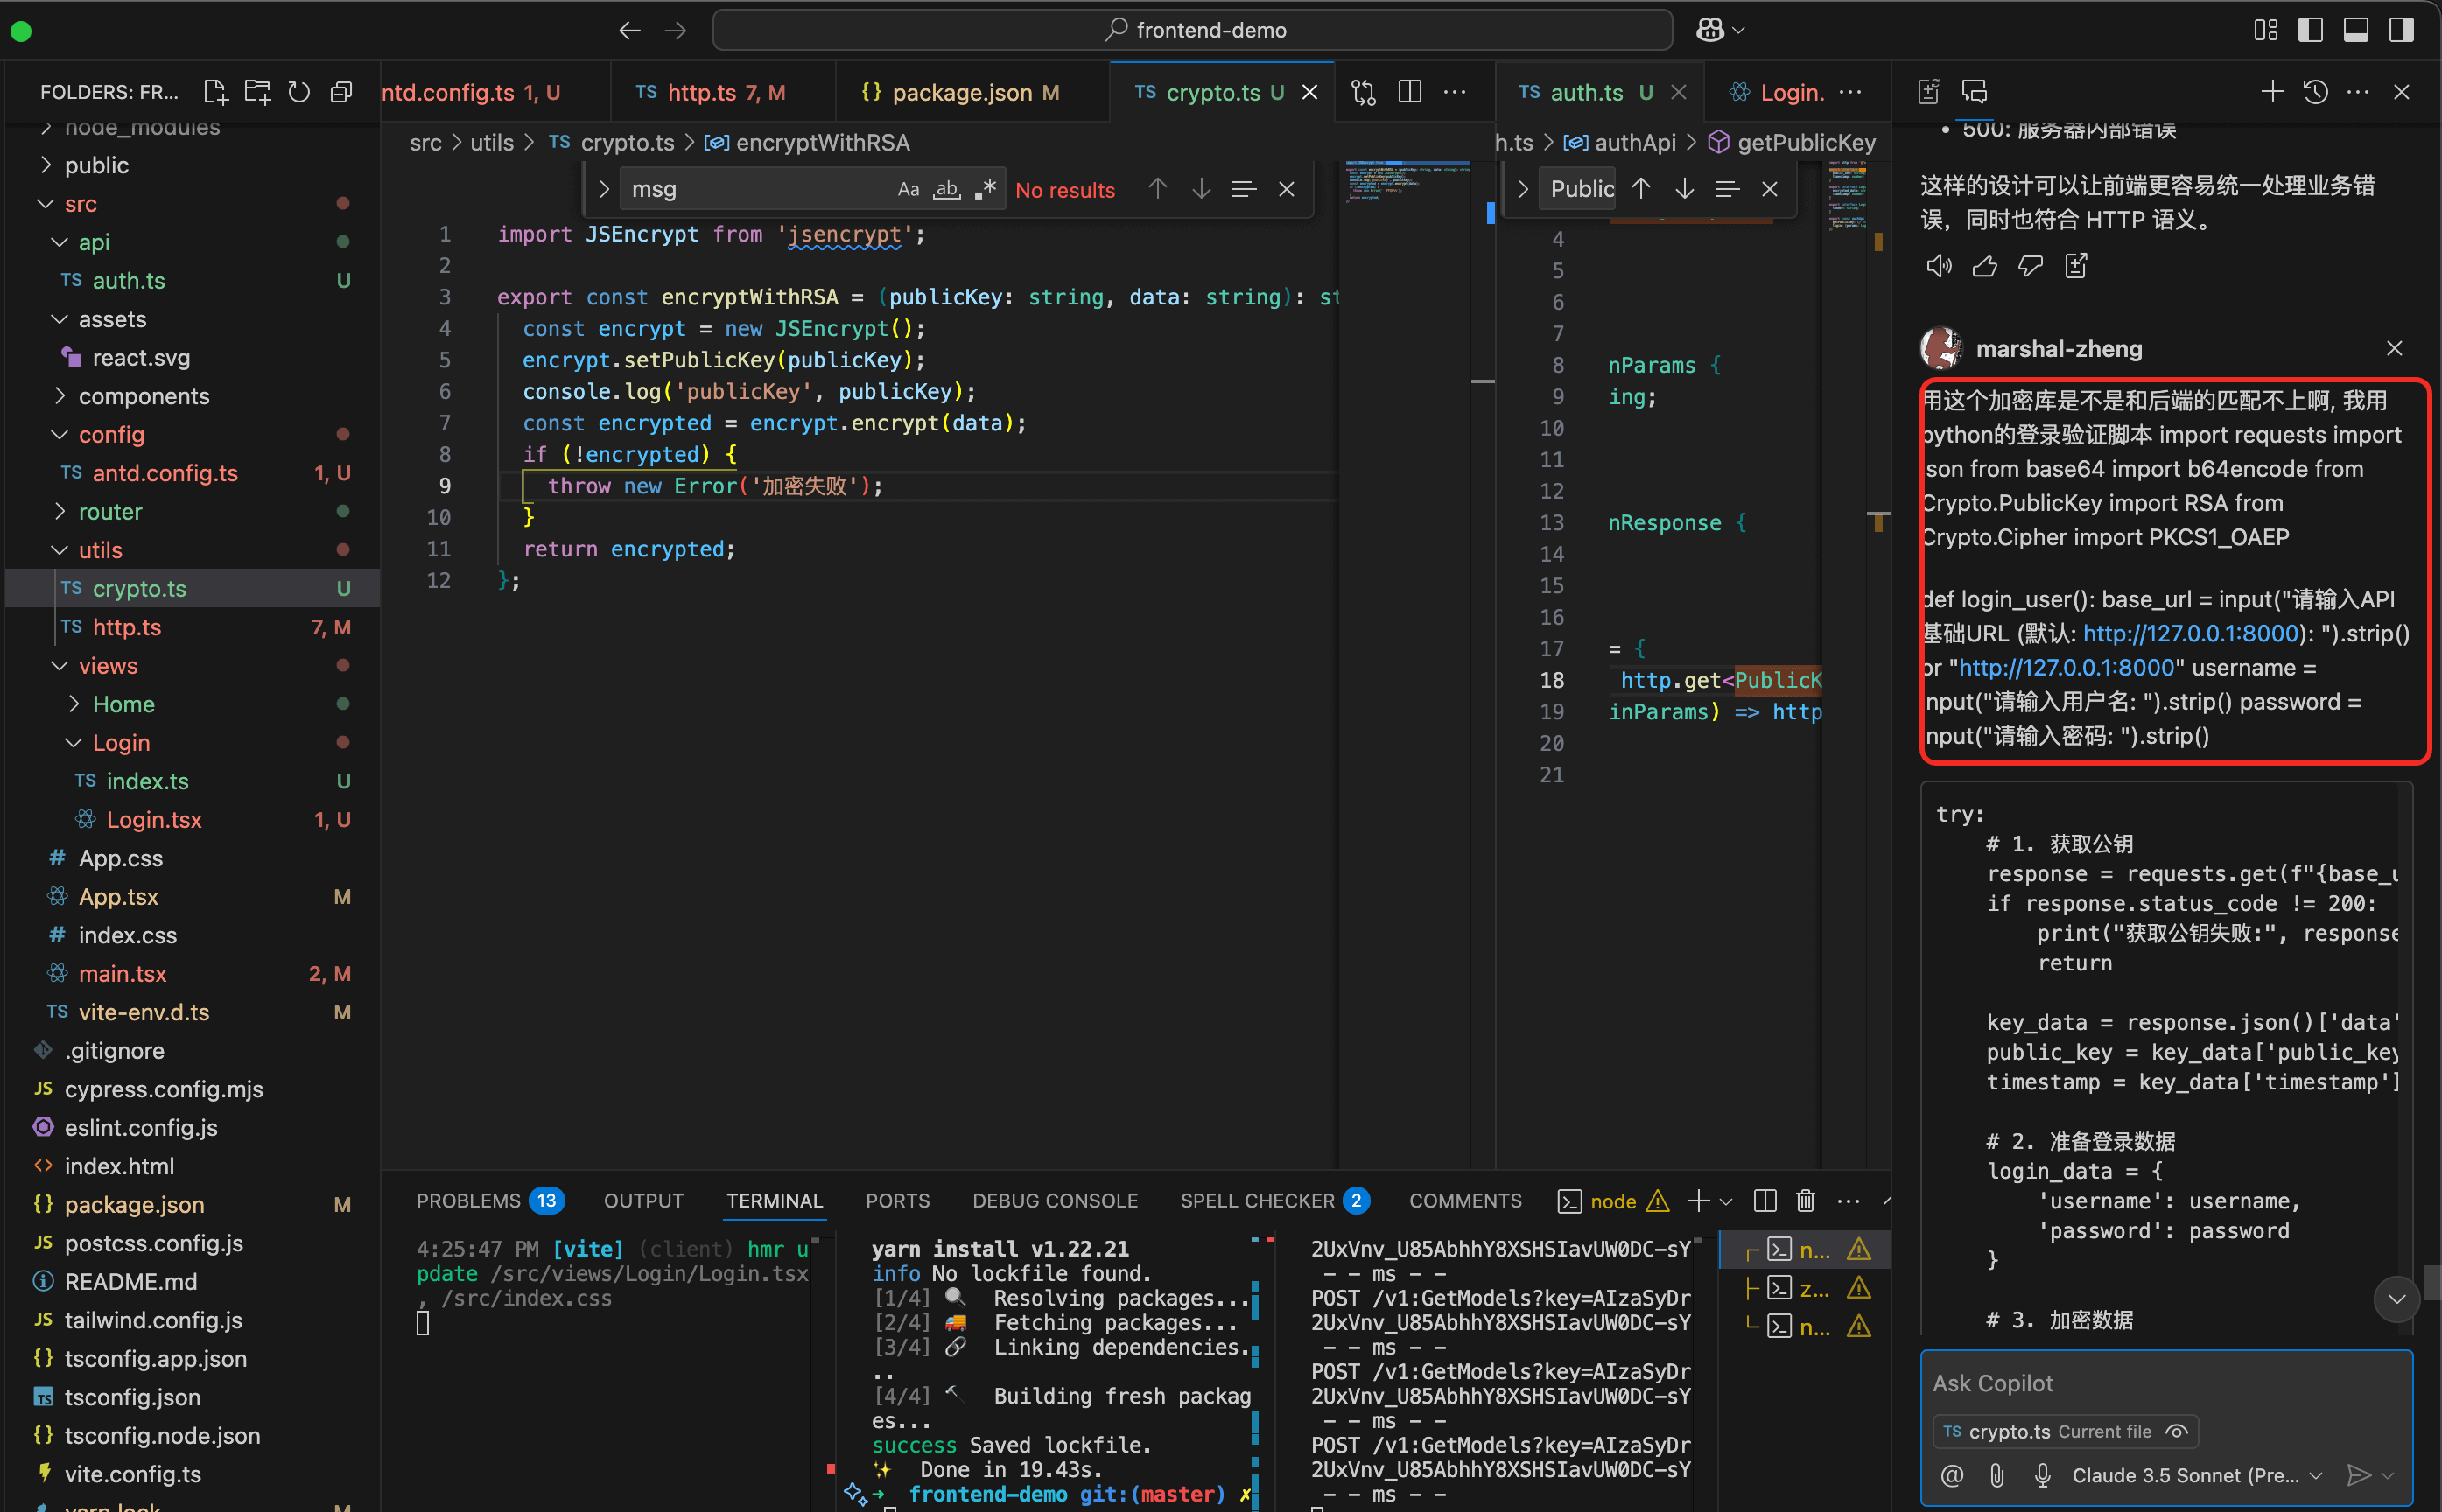 frontend-demo
FOLDERS: FR...
node_modules
public
src
api
auth.ts U
assets
react.svg
components
config
antd.config.ts 1, U
router
utils
crypto.ts U
http.ts 7, M
views
Home
Login
index.ts U
Login.tsx 1, U
App.css
App.tsx M
index.css
main.tsx 2, M
vite-env.d.ts M
.gitignore
cypress.config.mjs
eslint.config.js
index.html
package.json M
postcss.config.js
README.md
tailwind.config.js
tsconfig.app.json
tsconfig.json
tsconfig.node.json
vite.config.ts
yarn.lock M
ntd.config.ts 1, U
TS http.ts 7, M
{} package.json M
TS crypto.ts U
src > utils > TS crypto.ts > encryptWithRSA
msg Aa ab .* No results
1 import JSEncrypt from 'jsencrypt';
2
3 export const encryptWithRSA = (publicKey: string, data: string): st
4 const encrypt = new JSEncrypt();
5 encrypt.setPublicKey(publicKey);
6 console.log('publicKey', publicKey);
7 const encrypted = encrypt.encrypt(data);
8 if (!encrypted) {
9 throw new Error('加密失败');
10 }
11 return encrypted;
12 };
TS auth.ts U
Login.
h.ts > authApi > getPublicKey
Public
4
5
6
7
8 nParams {
9 ing;
10
11
12
13 nResponse {
14
15
16
17 = {
18 http.get<PublicK
19 inParams) => http
20
21
PROBLEMS 13 OUTPUT TERMINAL PORTS DEBUG CONSOLE SPELL CHECKER 2 COMMENTS node
4:25:47 PM [vite] (client) hmr u
pdate /src/views/Login/Login.tsx
, /src/index.css
yarn install v1.22.21
info No lockfile found.
[1/4] Resolving packages...
[2/4] Fetching packages...
[3/4] Linking dependencies.
..
[4/4] Building fresh packag
es...
success Saved lockfile.
Done in 19.43s.
frontend-demo git:(master) ✗
2UxVnv_U85AbhhY8XSHSIavUW0DC-sY
- - ms - -
POST /v1:GetModels?key=AIzaSyDr
2UxVnv_U85AbhhY8XSHSIavUW0DC-sY
- - ms - -
POST /v1:GetModels?key=AIzaSyDr
2UxVnv_U85AbhhY8XSHSIavUW0DC-sY
- - ms - -
POST /v1:GetModels?key=AIzaSyDr
2UxVnv_U85AbhhY8XSHSIavUW0DC-sY
- - ms - -
n...
z...
n...
• 500: 服务器内部错误
这样的设计可以让前端更容易统一处理业务错
误，同时也符合 HTTP 语义。
marshal-zheng
用这个加密库是不是和后端的匹配不上啊, 我用
python的登录验证脚本 import requests import
json from base64 import b64encode from
Crypto.PublicKey import RSA from
Crypto.Cipher import PKCS1_OAEP
def login_user(): base_url = input("请输入API
基础URL (默认: http://127.0.0.1:8000): ").strip()
or "http://127.0.0.1:8000" username =
input("请输入用户名: ").strip() password =
input("请输入密码: ").strip()
try:
# 1. 获取公钥
response = requests.get(f"{base_u
if response.status_code != 200:
print("获取公钥失败:", response
return
key_data = response.json()['data'
public_key = key_data['public_key
timestamp = key_data['timestamp']
# 2. 准备登录数据
login_data = {
'username': username,
'password': password
}
# 3. 加密数据
Ask Copilot
TS crypto.ts Current file
Claude 3.5 Sonnet (Pre...